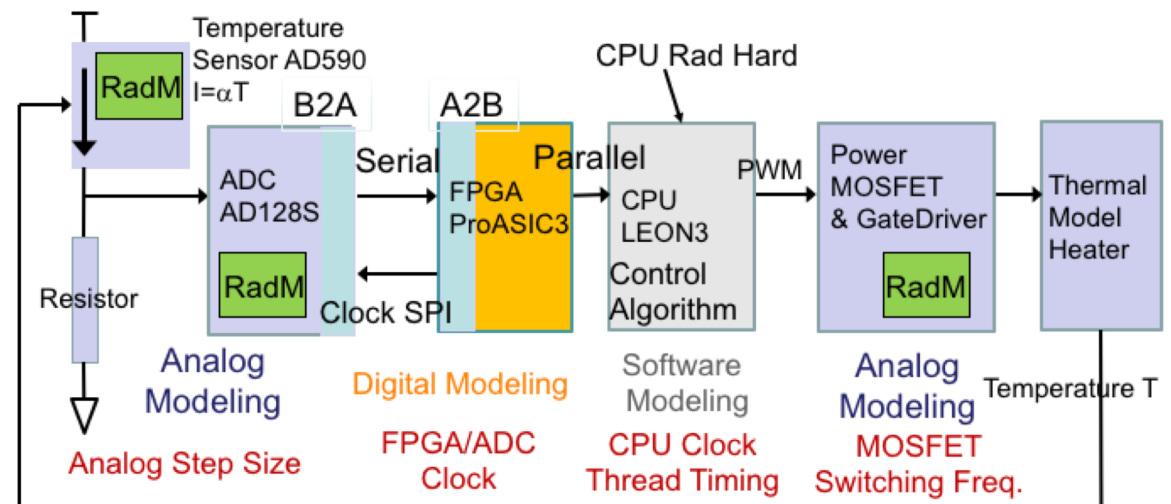 Temperature
Sensor AD590
I=αT
RadM
B2A
A2B
CPU Rad Hard
ADC
AD128S
RadM
Serial
Clock SPI
FPGA
ProASIC3
Parallel
CPU
LEON3
Control
Algorithm
PWM
Power
MOSFET
& GateDriver
RadM
Thermal
Model
Heater
Resistor
Analog
Modeling
Digital Modeling
Software
Modeling
Analog
Modeling
Temperature T
Analog Step Size
FPGA/ADC
Clock
CPU Clock
Thread Timing
MOSFET
Switching Freq.